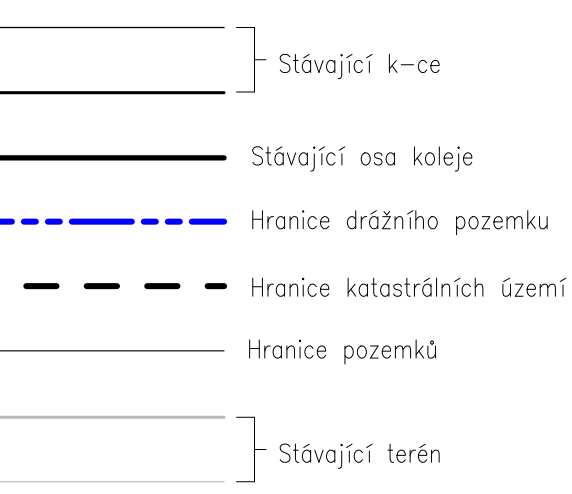 Stávající k-ce
Stávající osa koleje
Hranice drážního pozemku
Hranice katastrálních území
Hranice pozemků
Stávající terén